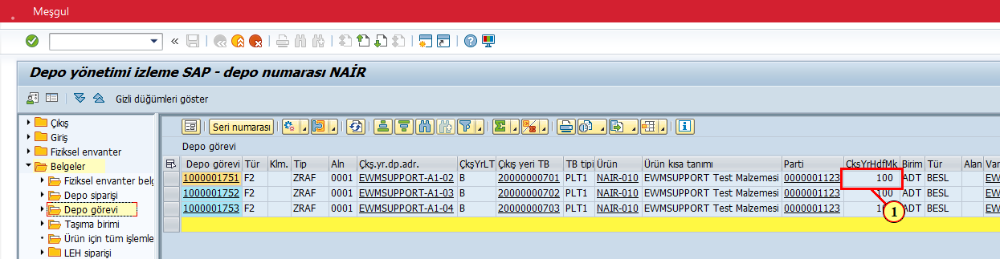 Meşgul
Depo yönetimi izleme SAP - depo numarası NAİR
Gizli düğümleri göster
Çıkış
Giriş
Fiziksel envanter
Belgeler
Fiziksel envanter belg
Depo siparişi
Depo görevi
Taşıma birimi
Ürün için tüm işlemle
LEH siparişi
Seri numarası
Depo görevi
Depo görevi Tür Klm. Tip Aln Çkş.yr.dp.adr. ÇkşYrLT Çıkış yeri TB TB tipi Ürün Ürün kısa tanımı Parti ÇkşYrHdfMk Birim Tür Alan Var
1000001751 F2 ZRAF 0001 EWMSUPPORT-A1-02 B 20000000701 PLT1 NAIR-010 EWMSUPPORT Test Malzemesi 0000001123 100 ADT BESL EWM
1000001752 F2 ZRAF 0001 EWMSUPPORT-A1-03 B 20000000702 PLT1 NAIR-010 EWMSUPPORT Test Malzemesi 0000001123 100 ADT BESL EWM
1000001753 F2 ZRAF 0001 EWMSUPPORT-A1-04 B 20000000703 PLT1 NAIR-010 EWMSUPPORT Test Malzemesi 0000001123 ADT BESL EWM
1